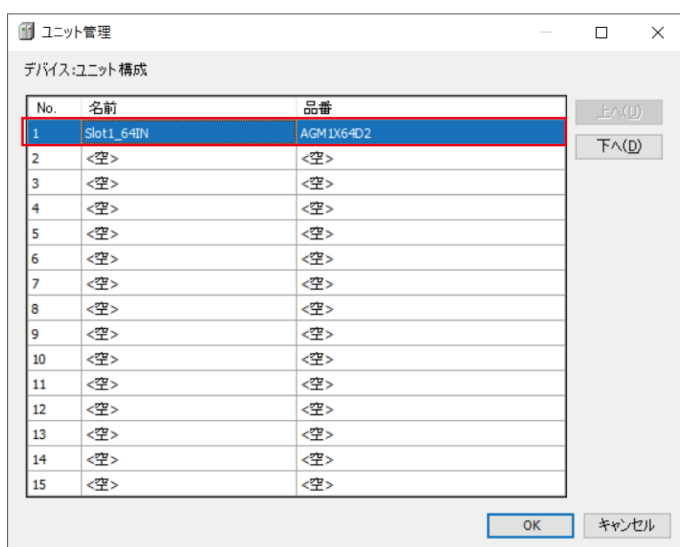 ユニット管理
デバイス:ユニット構成
No. 名前 品番
上へ(U)
1 Slot1_64IN AGM1X64D2
下へ(D)
2 <空> <空>
3 <空> <空>
4 <空> <空>
5 <空> <空>
6 <空> <空>
7 <空> <空>
8 <空> <空>
9 <空> <空>
10 <空> <空>
11 <空> <空>
12 <空> <空>
13 <空> <空>
14 <空> <空>
15 <空> <空>
OK キャンセル